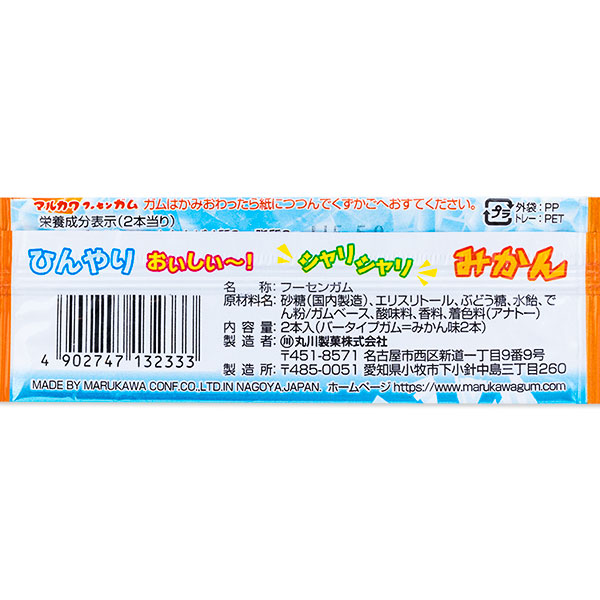 マルカワフーセンガム ガムはかみおわったら紙につつんでくずかごへおすてください。
プラ
外袋:PP
トレー:PET
栄養成分表示(2本当り)
ひんやり おいしぃ～! シャリシャリ みかん
名 称:フーセンガム
原材料名:砂糖(国内製造)、エリスリトール、ぶどう糖、水飴、でん
粉/ガムベース、酸味料、香料、着色料(アナトー)
内 容 量:2本入(バータイプガム=みかん味2本)
製 造 者:㊇丸川製菓株式会社
〒451-8571 名古屋市西区新道一丁目9番9号
製 造 所:〒485-0051 愛知県小牧市下小針中島三丁目260
4 902747 132333
MADE BY MARUKAWA CONF.CO.,LTD.IN NAGOYA,JAPAN. ホームページ https://www.marukawagum.com/